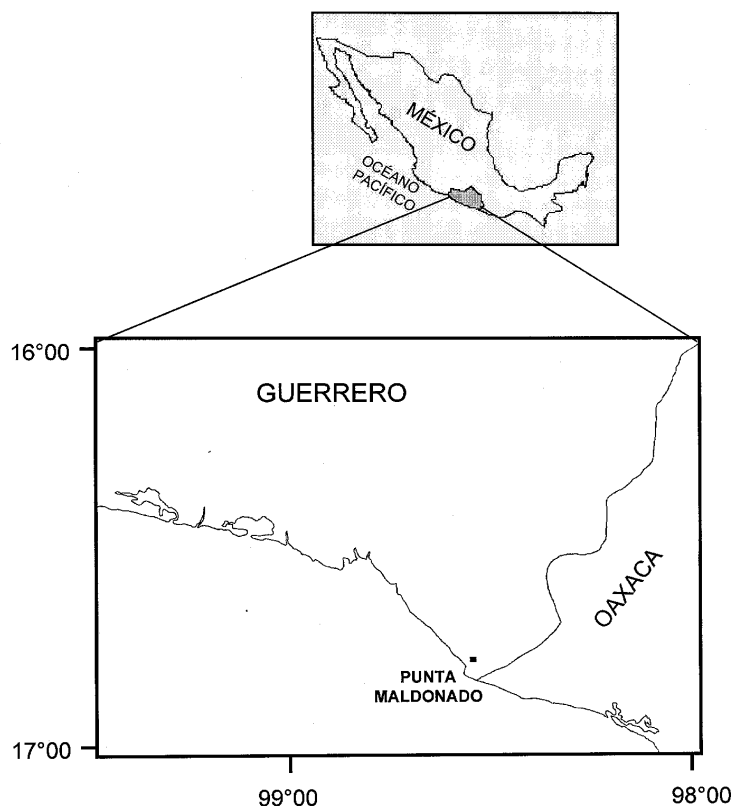 MÉXICO
OCÉANO
PACÍFICO
16°00
GUERRERO
OAXACA
PUNTA
MALDONADO
17°00
99°00
98°00